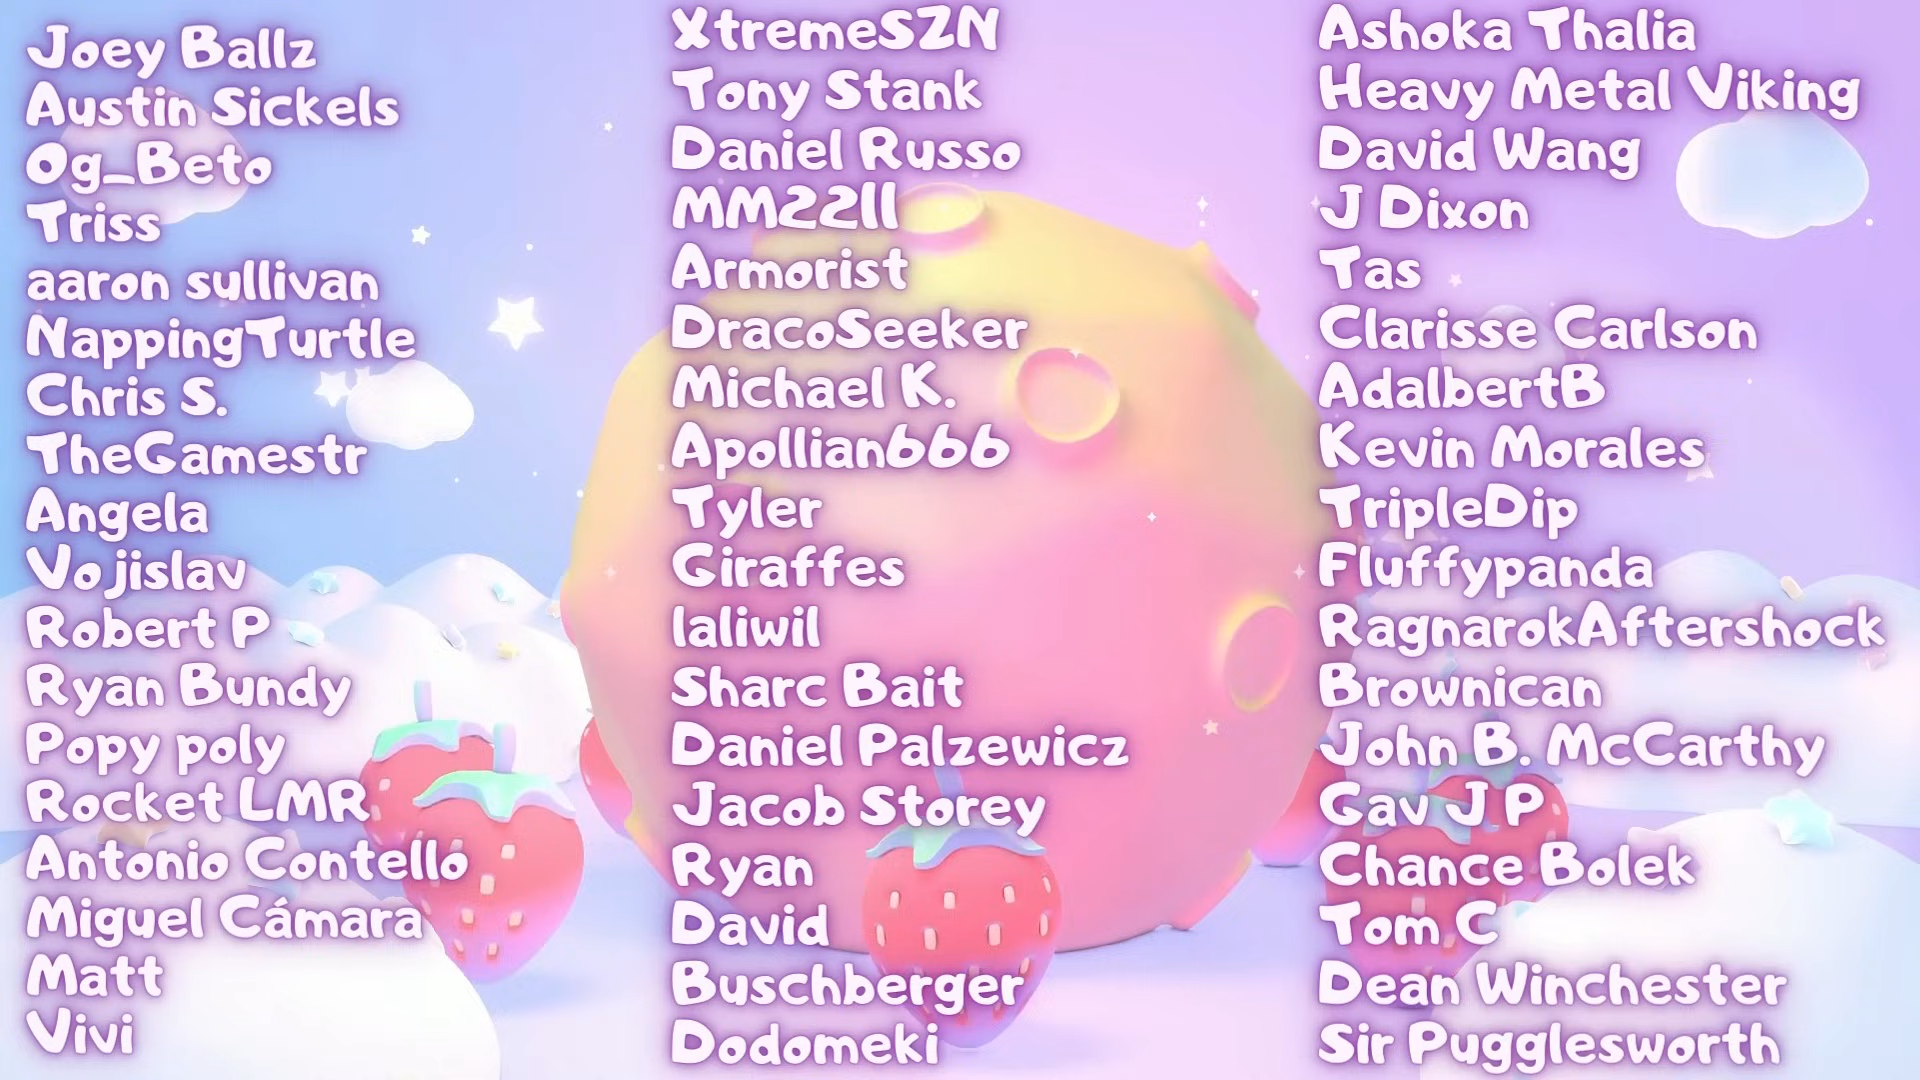 Joey Ballz
Austin Sickels
Og_Beto
Triss
aaron sullivan
NappingTurtle
Chris S.
TheGamestr
Angela
Vojislav
Robert P
Ryan Bundy
Popy poly
Rocket LMR
Antonio Contello
Miguel Cámara
Matt
Vivi
XtremeSZN
Tony Stank
Daniel Russo
MM22ll
Armorist
DracoSeeker
Michael K.
Apollian666
Tyler
Giraffes
laliwil
Sharc Bait
Daniel Palzewicz
Jacob Storey
Ryan
David
Buschberger
Dodomeki
Ashoka Thalia
Heavy Metal Viking
David Wang
J Dixon
Tas
Clarisse Carlson
AdalbertB
Kevin Morales
TripleDip
Fluffypanda
RagnarokAftershock
Brownican
John B. McCarthy
Gav J P
Chance Bolek
Tom C
Dean Winchester
Sir Pugglesworth